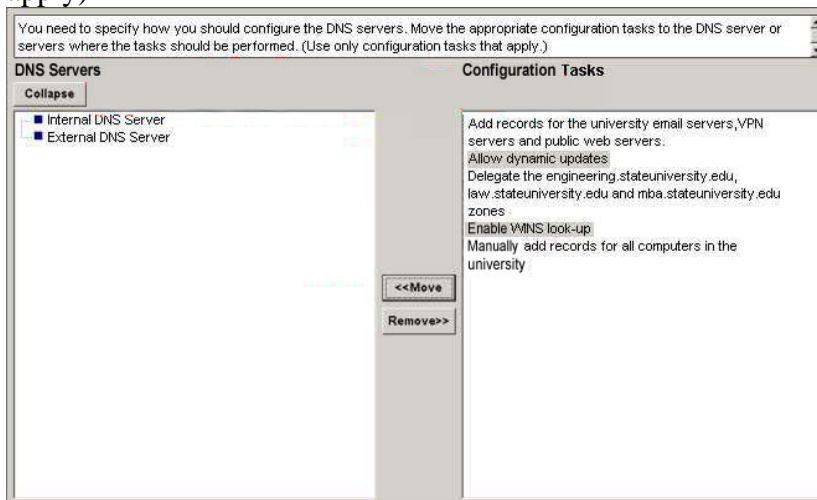 apply)
You need to specify how you should configure the DNS servers. Move the appropriate configuration tasks to the DNS server or
servers where the tasks should be performed. (Use only configuration tasks that apply.)
DNS Servers
Configuration Tasks
Collapse
Internal DNS Server
External DNS Server
Add records for the university email servers,VPN
servers and public web servers.
Allow dynamic updates
Delegate the engineering.stateuniversity.edu,
law.stateuniversity.edu and mba.stateuniversity.edu
zones
Enable WINS look-up
Manually add records for all computers in the
university
<<Move
Remove>>